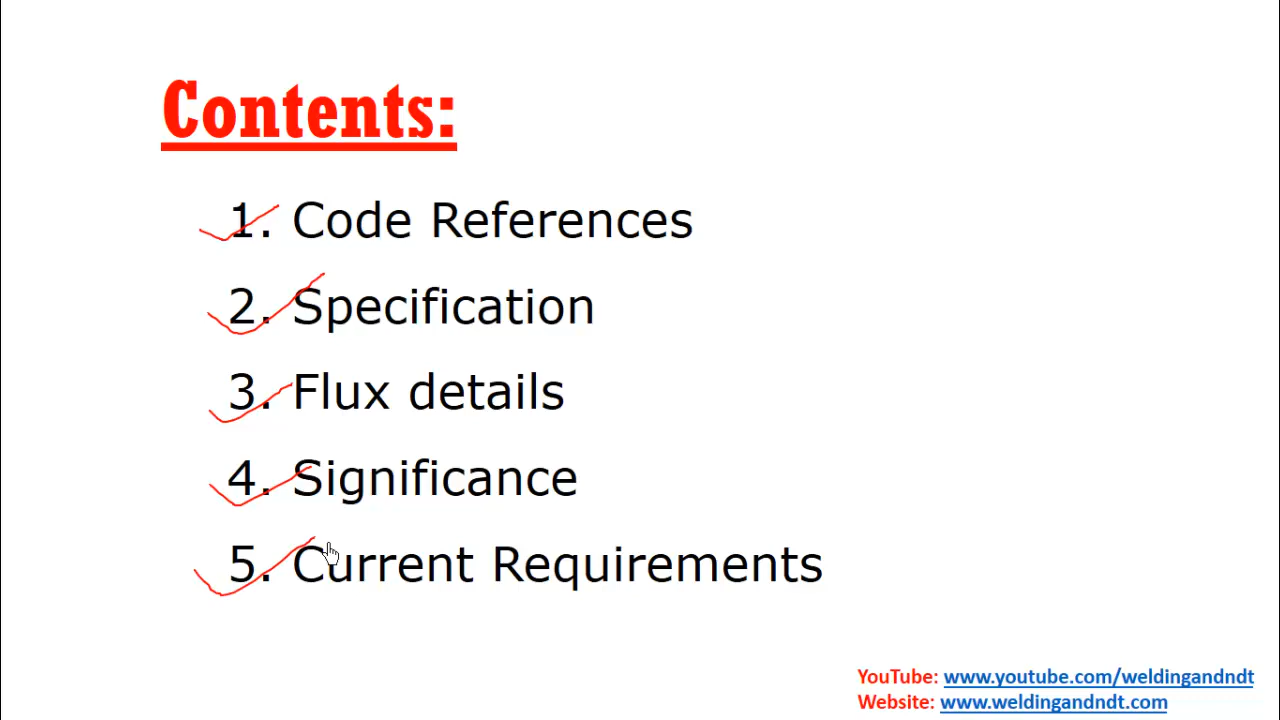 Contents:
1. Code References
2. Specification
3. Flux details
4. Significance
5. Current Requirements
YouTube: www.youtube.com/weldingandndt
Website: www.weldingandndt.com